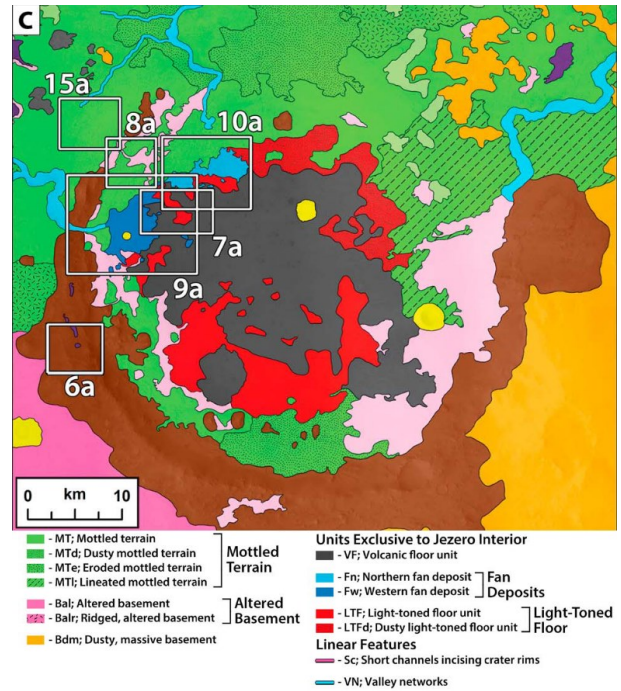 C
15a
8a
10a
7a
9a
6a
km
0 10
- MT; Mottled terrain
- MTd; Dusty mottled terrain
- MTe; Eroded mottled terrain
- MTl; Lineated mottled terrain
Mottled
Terrain
- Bal; Altered basement
- Balr; Ridged, altered basement
Altered
Basement
- Bdm; Dusty, massive basement
Units Exclusive to Jezero Interior
- VF; Volcanic floor unit
- Fn; Northern fan deposit
- Fw; Western fan deposit
Fan
Deposits
- LTF; Light-toned floor unit
- LTFd; Dusty light-toned floor unit
Light-Toned
Floor
Linear Features
- Sc; Short channels incising crater rims
- VN; Valley networks